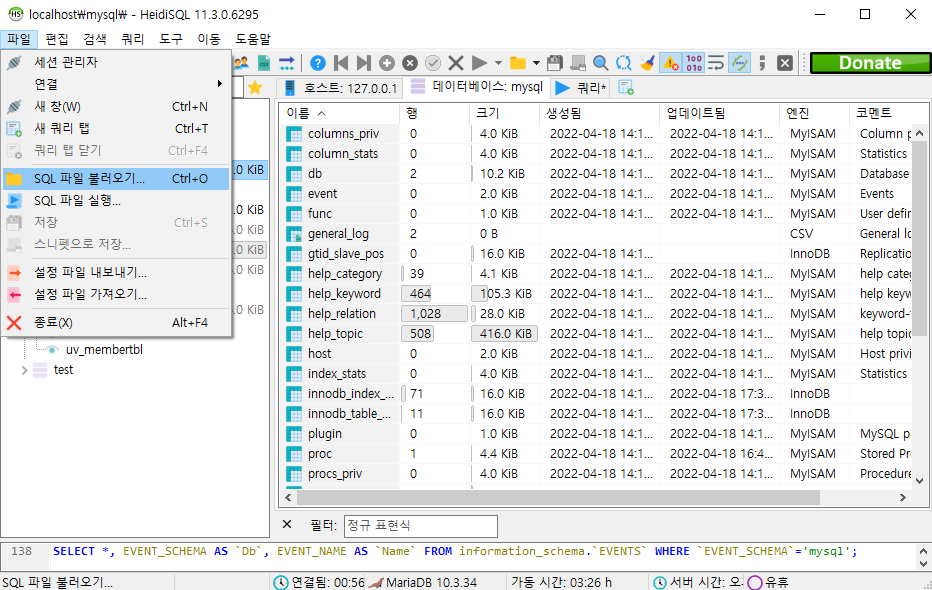 localhost₩mysql₩ - HeidiSQL 11.3.0.6295
파일 편집 검색 쿼리 도구 이동 도움말
Donate
세션 관리자
연결
새 창(W) Ctrl+N
새 쿼리 탭 Ctrl+T
쿼리 탭 닫기 Ctrl+F4
SQL 파일 불러오기... Ctrl+O
SQL 파일 실행...
저장 Ctrl+S
스니펫으로 저장...
설정 파일 내보내기...
설정 파일 가져오기...
종료(X) Alt+F4
.0 KiB
.0 KiB
.0 KiB
.0 KiB
.0 KiB
.0 KiB
uv_membertbl
test
호스트: 127.0.0.1 데이터베이스: mysql 쿼리*
이름 행 크기 생성됨 업데이트됨 엔진 코멘트
columns_priv 0 4.0 KiB 2022-04-18 14:1... 2022-04-18 14:1... MyISAM Column p
column_stats 0 4.0 KiB 2022-04-18 14:1... 2022-04-18 14:1... MyISAM Statistics
db 2 10.2 KiB 2022-04-18 14:1... 2022-04-18 14:1... MyISAM Database
event 0 2.0 KiB 2022-04-18 14:1... 2022-04-18 14:1... MyISAM Events
func 0 1.0 KiB 2022-04-18 14:1... 2022-04-18 14:1... MyISAM User defin
general_log 2 0 B CSV General lo
gtid_slave_pos 0 16.0 KiB 2022-04-18 14:1... InnoDB Replicatio
help_category 39 4.1 KiB 2022-04-18 14:1... 2022-04-18 14:1... MyISAM help cate
help_keyword 464 105.3 KiB 2022-04-18 14:1... 2022-04-18 14:1... MyISAM help keyw
help_relation 1,028 28.0 KiB 2022-04-18 14:1... 2022-04-18 14:1... MyISAM keyword-
help_topic 508 416.0 KiB 2022-04-18 14:1... 2022-04-18 14:1... MyISAM help topic
host 0 2.0 KiB 2022-04-18 14:1... 2022-04-18 14:1... MyISAM Host privi
index_stats 0 4.0 KiB 2022-04-18 14:1... 2022-04-18 14:1... MyISAM Statistics
innodb_index_... 71 16.0 KiB 2022-04-18 14:1... 2022-04-18 17:3... InnoDB
innodb_table_... 11 16.0 KiB 2022-04-18 14:1... 2022-04-18 17:3... InnoDB
plugin 0 1.0 KiB 2022-04-18 14:1... 2022-04-18 14:1... MyISAM MySQL p
proc 1 4.4 KiB 2022-04-18 14:1... 2022-04-18 16:4... MyISAM Stored Pr
procs_priv 0 4.0 KiB 2022-04-18 14:1... 2022-04-18 14:1... MyISAM Procedure
필터: 정규 표현식
138 SELECT *, EVENT_SCHEMA AS `Db`, EVENT_NAME AS `Name` FROM information_schema.`EVENTS` WHERE `EVENT_SCHEMA`='mysql';
SQL 파일 불러오기... 연결됨: 00:56 MariaDB 10.3.34 가동 시간: 03:26 h 서버 시간: 오. 유휴